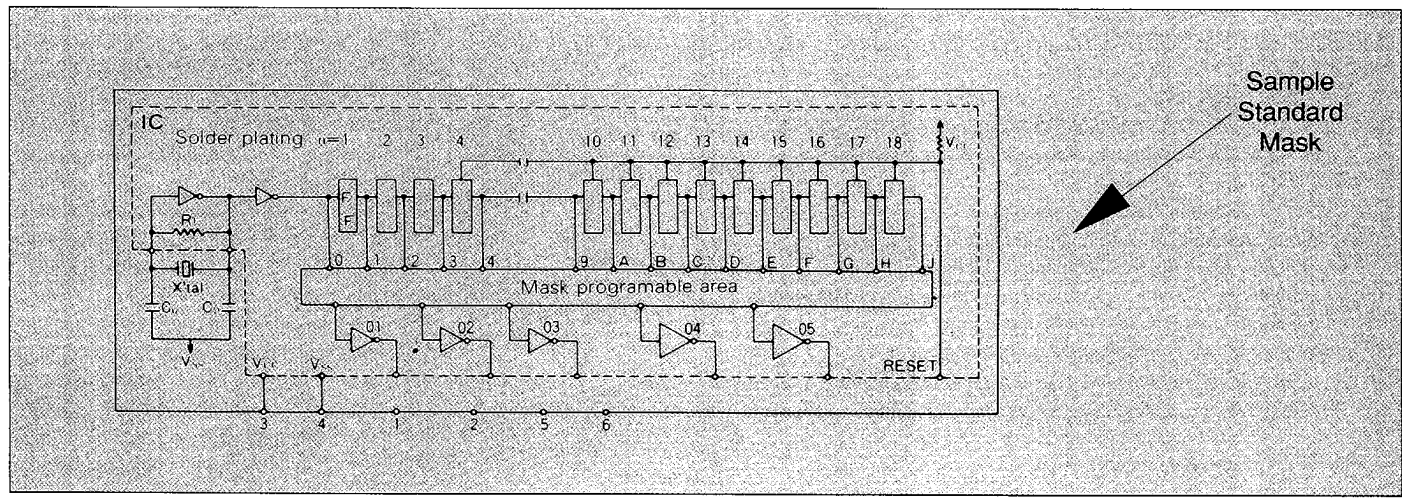 Sample
Standard
Mask
IC
Solder plating n=1 2 3 4 10 11 12 13 14 15 16 17 18
R
F
F
0 1 2 3 4 9 A B C D E F G H J
Mask programable area
01 02 03 04 05
RESET
3 4 1 2 5 6